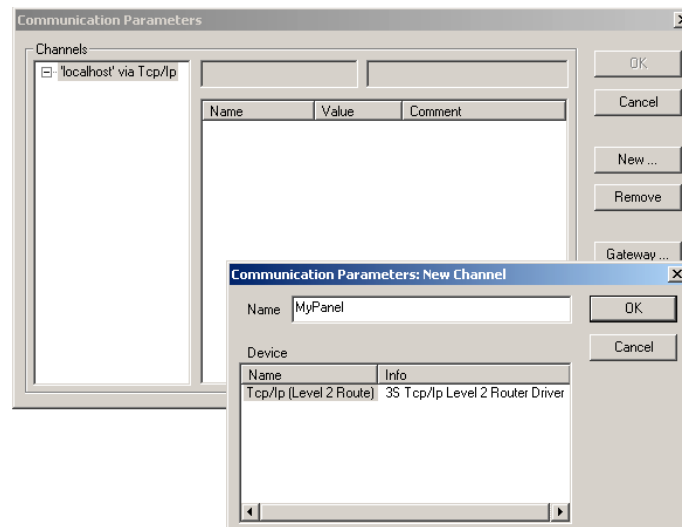 Communication Parameters
Channels
'localhost' via Tcp/Ip
Name Value Comment
OK
Cancel
New ...
Remove
Gateway ...
Communication Parameters: New Channel
Name MyPanel
OK
Cancel
Device
Name Info
Tcp/Ip (Level 2 Route) 3S Tcp/Ip Level 2 Router Driver